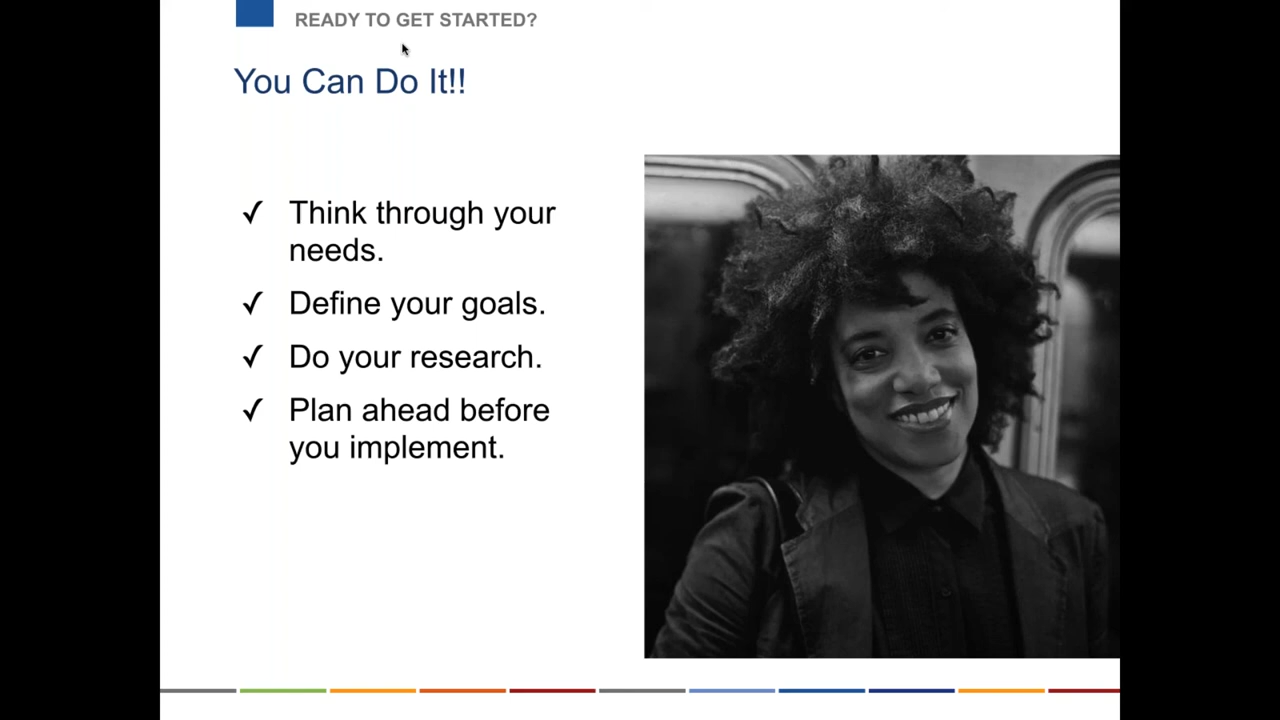 READY TO GET STARTED?
You Can Do It!!
✓ Think through your
needs.
✓ Define your goals.
✓ Do your research.
✓ Plan ahead before
you implement.